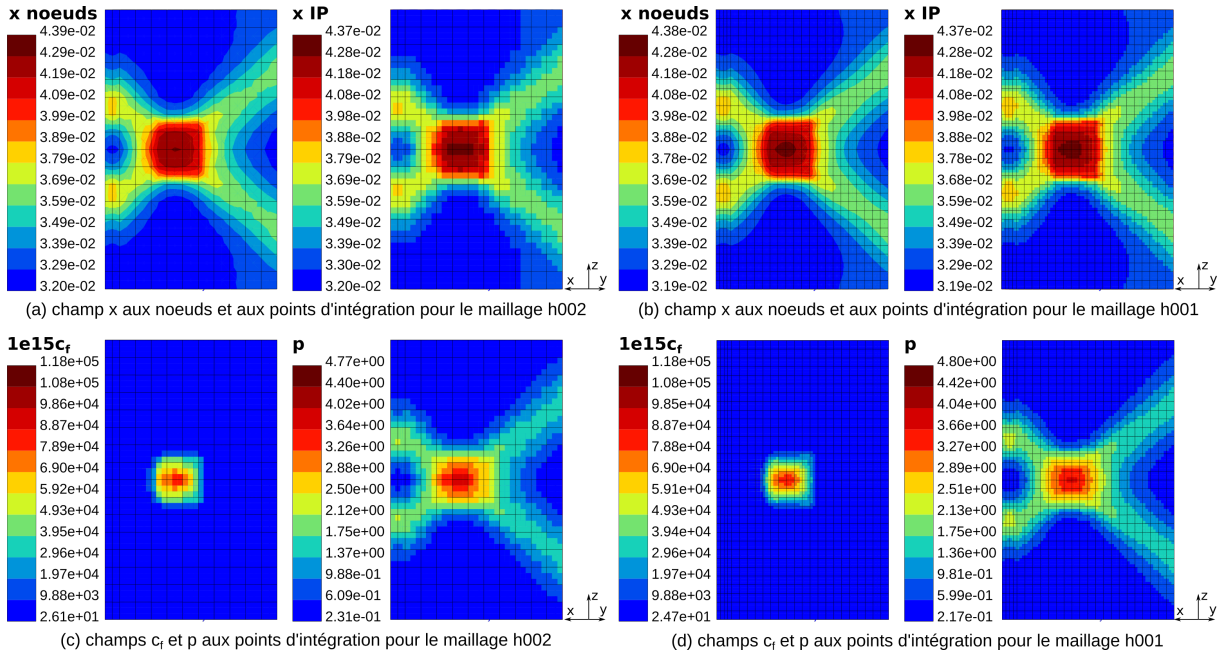 x noeuds
4.39e-02
4.29e-02
4.19e-02
4.09e-02
3.99e-02
3.89e-02
3.79e-02
3.69e-02
3.59e-02
3.49e-02
3.39e-02
3.29e-02
3.20e-02
x IP
4.37e-02
4.28e-02
4.18e-02
4.08e-02
3.98e-02
3.88e-02
3.79e-02
3.69e-02
3.59e-02
3.49e-02
3.39e-02
3.30e-02
3.20e-02
x z y
(a) champ x aux noeuds et aux points d'intégration pour le maillage h002
x noeuds
4.38e-02
4.28e-02
4.18e-02
4.08e-02
3.98e-02
3.88e-02
3.79e-02
3.69e-02
3.59e-02
3.49e-02
3.39e-02
3.29e-02
3.19e-02
x IP
4.37e-02
4.27e-02
4.18e-02
4.08e-02
3.98e-02
3.88e-02
3.78e-02
3.68e-02
3.59e-02
3.49e-02
3.39e-02
3.29e-02
3.19e-02
x z y
(b) champ x aux noeuds et aux points d'intégration pour le maillage h001
1e15cf
1.18e+05
1.08e+05
9.86e+04
8.87e+04
7.89e+04
6.90e+04
5.92e+04
4.93e+04
3.95e+04
2.96e+04
1.97e+04
9.88e+03
2.61e+01
p
4.77e+00
4.40e+00
4.02e+00
3.64e+00
3.26e+00
2.88e+00
2.50e+00
2.12e+00
1.75e+00
1.37e+00
9.88e-01
6.09e-01
2.31e-01
x z y
(c) champs cf et p aux points d'intégration pour le maillage h002
1e15cf
1.18e+05
1.08e+05
9.86e+04
8.87e+04
7.89e+04
6.90e+04
5.92e+04
4.93e+04
3.94e+04
2.96e+04
1.97e+04
9.88e+03
2.47e+01
p
4.80e+00
4.42e+00
4.04e+00
3.66e+00
3.27e+00
2.89e+00
2.51e+00
2.13e+00
1.75e+00
1.36e+00
9.81e-01
5.99e-01
2.17e-01
x z y
(d) champs cf et p aux points d'intégration pour le maillage h001